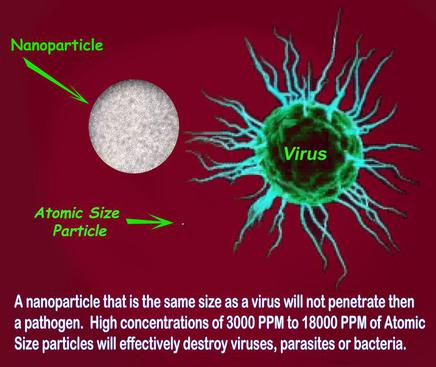 Nanoparticle
Virus
Atomic Size
Particle
A nanoparticle that is the same size as a virus will not penetrate then
a pathogen. High concentrations of 3000 PPM to 18000 PPM of Atomic
Size particles will effectively destroy viruses, parasites or bacteria.